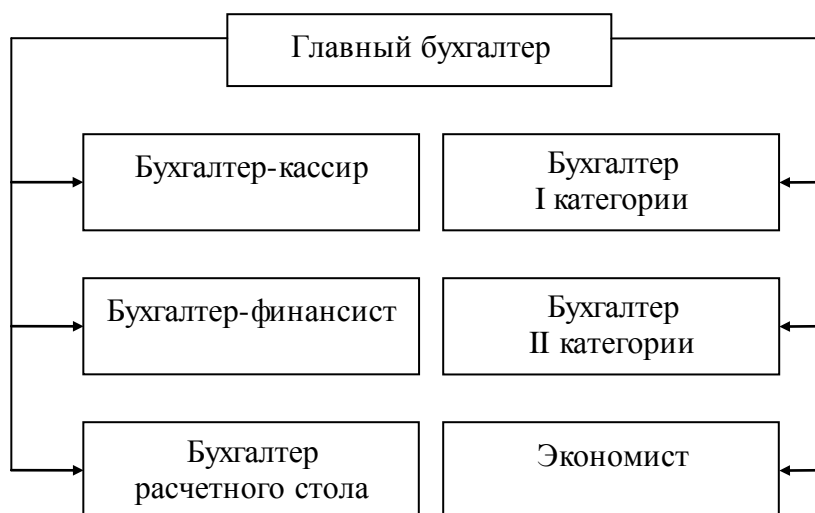 Главный бухгалтер
Бухгалтер-кассир
Бухгалтер
I категории
Бухгалтер-финансист
Бухгалтер
II категории
Бухгалтер
расчетного стола
Экономист